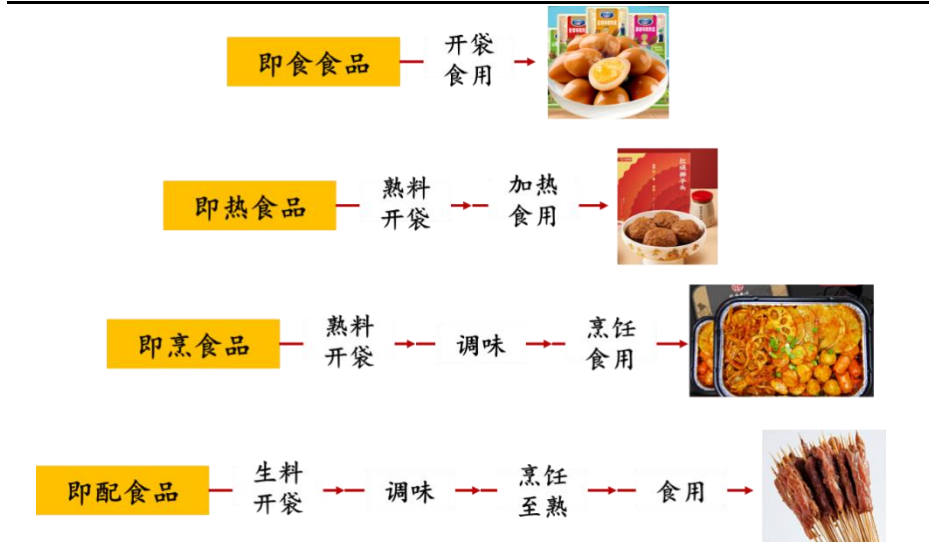 即食食品
开袋
食用
即热食品
熟料
开袋
加热
食用
即烹食品
熟料
开袋
调味
烹饪
食用
即配食品
生料
开袋
调味
烹饪
至熟
食用